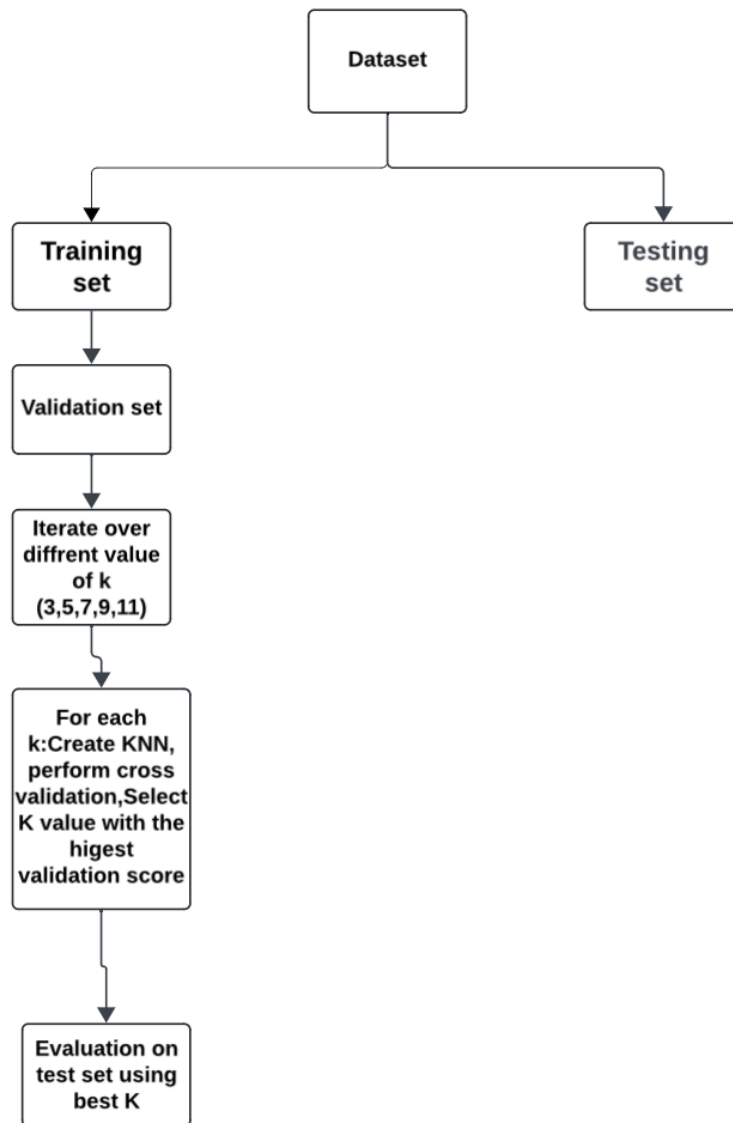 Dataset
Training
set
Testing
set
Validation set
Iterate over
diffrent value
of k
(3,5,7,9,11)
For each
k:Create KNN,
perform cross
validation,Select
K value with the
higest
validation score
Evaluation on
test set using
best K